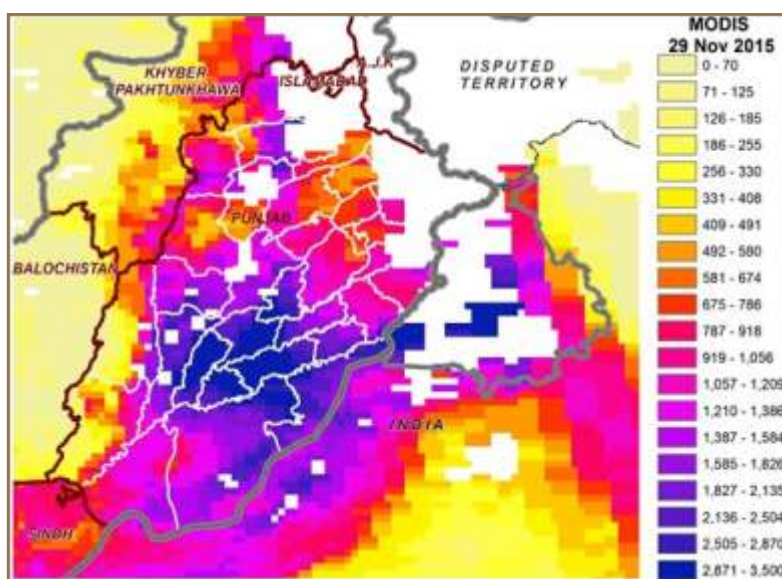 MODIS
29 Nov 2015
KHYBER
PAKHTUNKHAWA
A.J.K
ISLAMABAD
DISPUTED
TERRITORY
PUNJAB
BALOCHISTAN
INDIA
SINDH
0 - 70
71 - 125
126 - 185
186 - 255
256 - 330
331 - 408
409 - 491
492 - 580
581 - 674
675 - 786
787 - 918
919 - 1,056
1,057 - 1,209
1,210 - 1,386
1,387 - 1,584
1,585 - 1,826
1,827 - 2,135
2,136 - 2,504
2,505 - 2,870
2,871 - 3,500